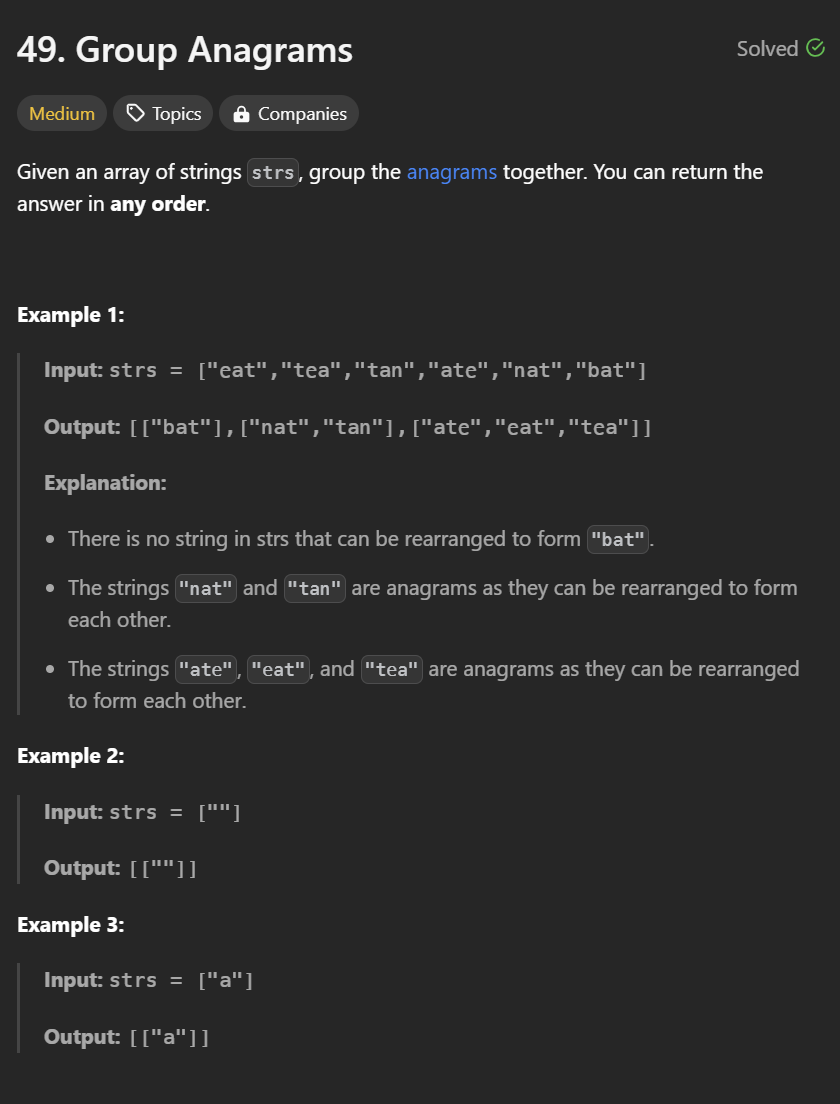 49. Group Anagrams
Solved
Medium
Topics
Companies
Given an array of strings strs, group the anagrams together. You can return the
answer in any order.
Example 1:
Input: strs = ["eat","tea","tan","ate","nat","bat"]
Output: [["bat"],["nat","tan"],["ate","eat","tea"]]
Explanation:
• There is no string in strs that can be rearranged to form "bat".
• The strings "nat" and "tan" are anagrams as they can be rearranged to form
each other.
• The strings "ate", "eat", and "tea" are anagrams as they can be rearranged
to form each other.
Example 2:
Input: strs = [""]
Output: [[""]]
Example 3:
Input: strs = ["a"]
Output: [["a"]]